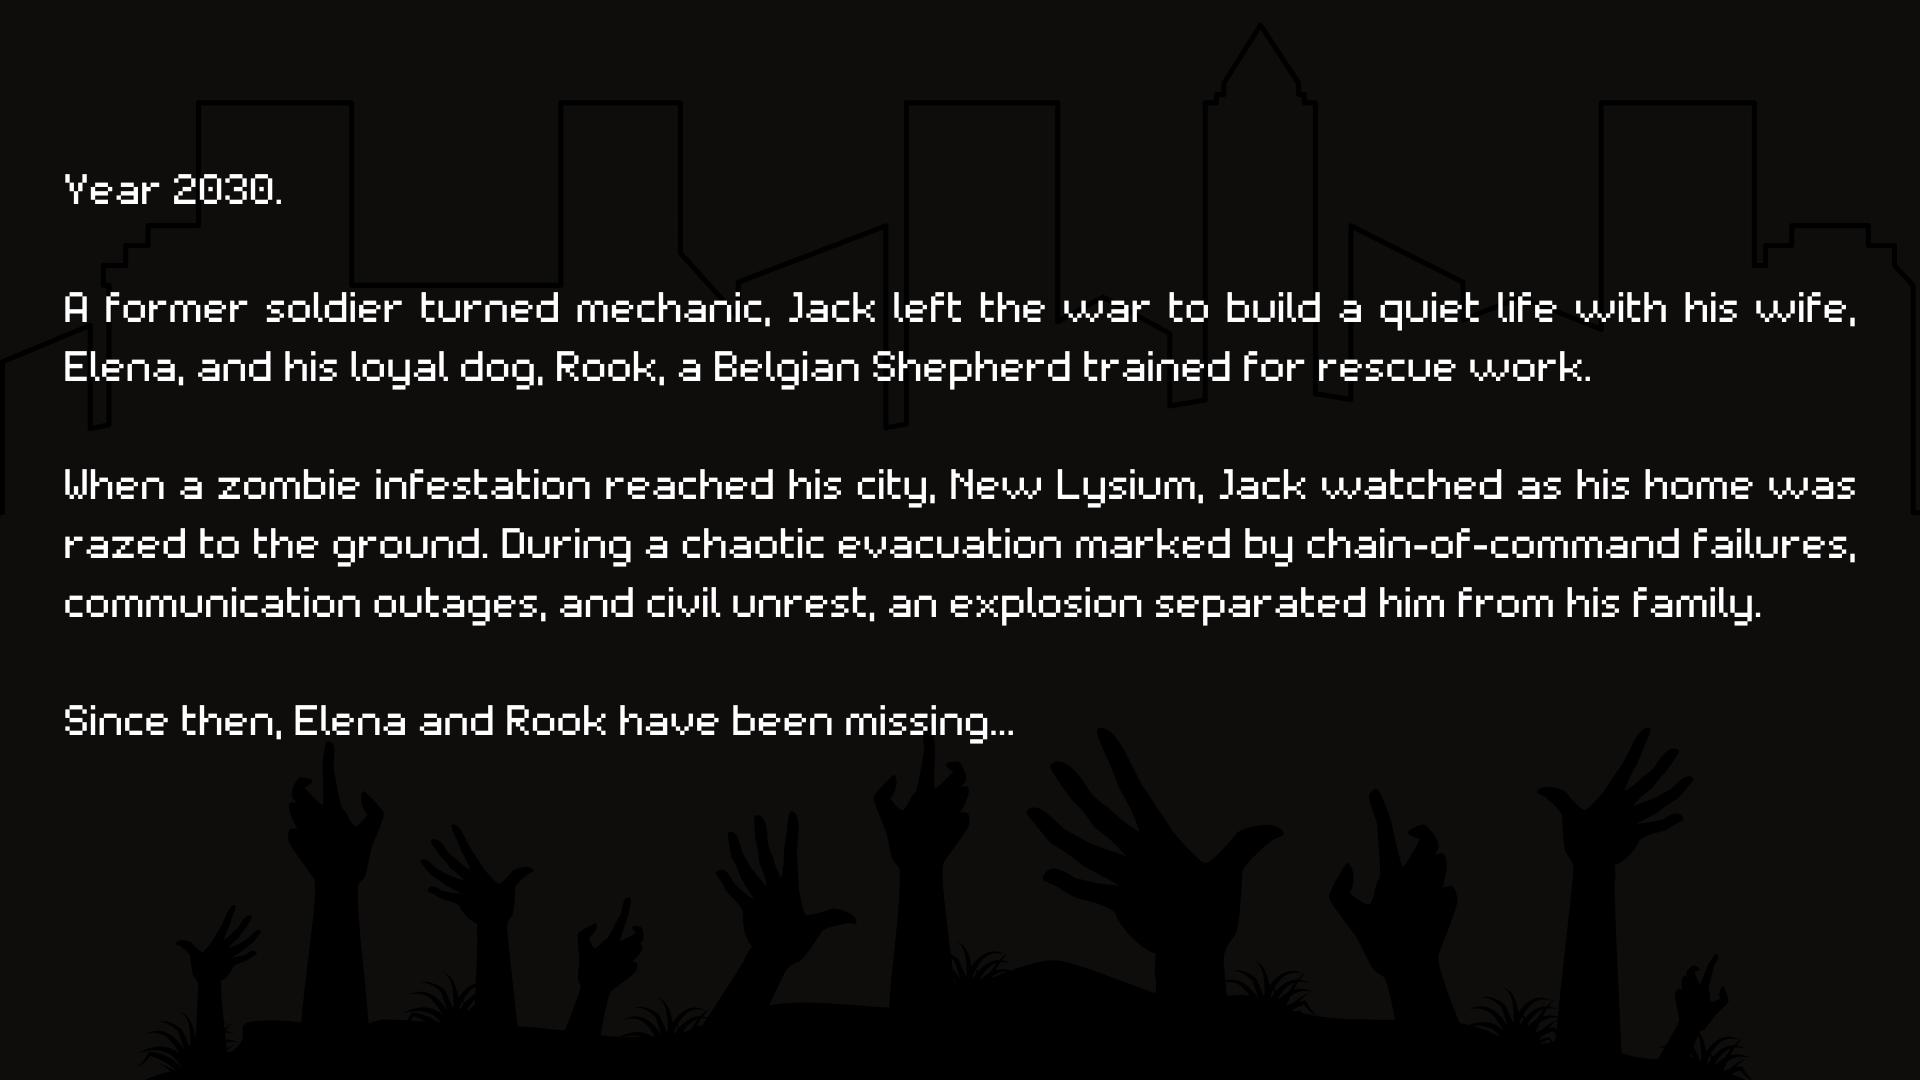 Year 2030.
A former soldier turned mechanic, Jack left the war to build a quiet life with his wife,
Elena, and his loyal dog, Rook, a Belgian Shepherd trained for rescue work.
When a zombie infestation reached his city, New Lysium, Jack watched as his home was
razed to the ground. During a chaotic evacuation marked by chain-of-command failures,
communication outages, and civil unrest, an explosion separated him from his family.
Since then, Elena and Rook have been missing...